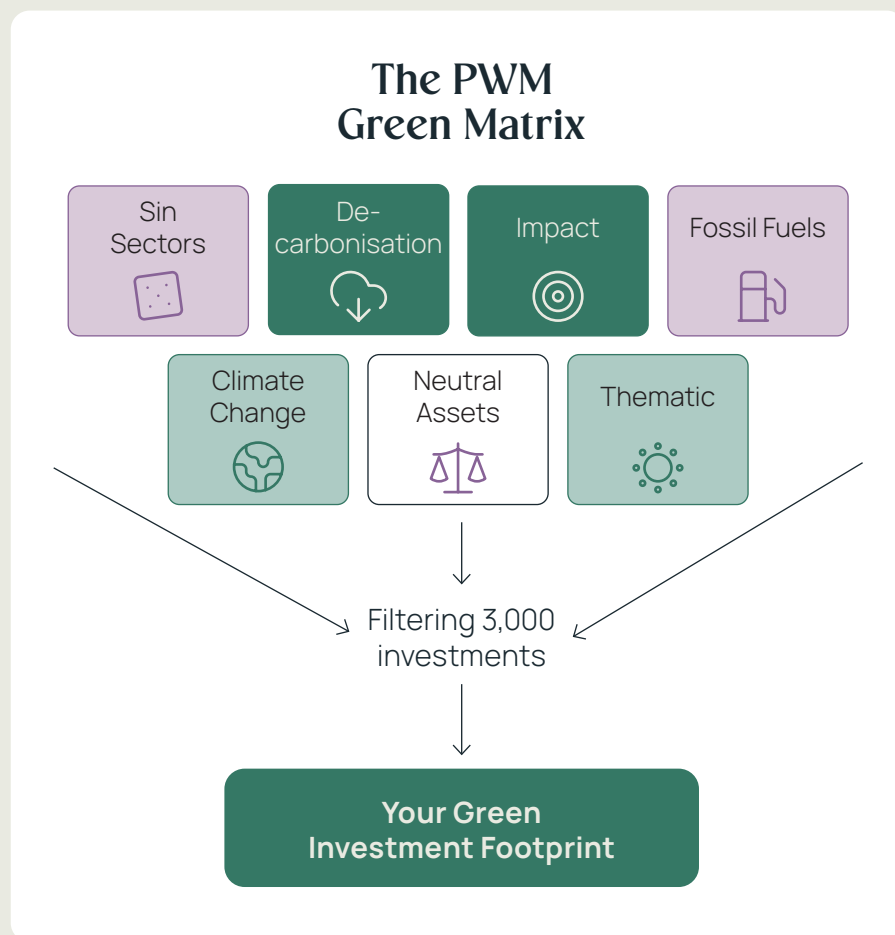 The PWM
Green Matrix
Sin
Sectors
De-
carbonisation
Impact
Fossil Fuels
Climate
Change
Neutral
Assets
Thematic
Filtering 3,000
investments
Your Green
Investment Footprint